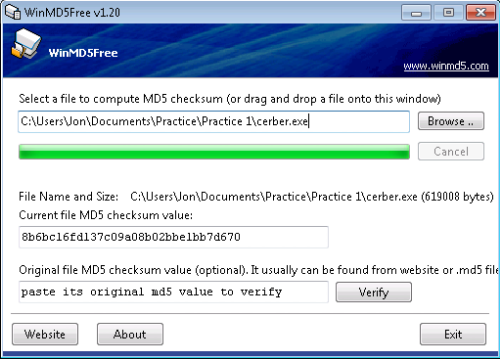 WinMD5Free v1.20
WinMD5Free
www.winmd5.com
Select a file to compute MD5 checksum (or drag and drop a file onto this window)
C:\Users\Jon\Documents\Practice\Practice 1\cerber.exe
Browse ..
Cancel
File Name and Size: C:\Users\Jon\Documents\Practice\Practice 1\cerber.exe (619008 bytes)
Current file MD5 checksum value:
8b6bc16fd137c09a08b02bbe1bb7d670
Original file MD5 checksum value (optional). It usually can be found from website or .md5 file
paste its original md5 value to verify
Verify
Website
About
Exit